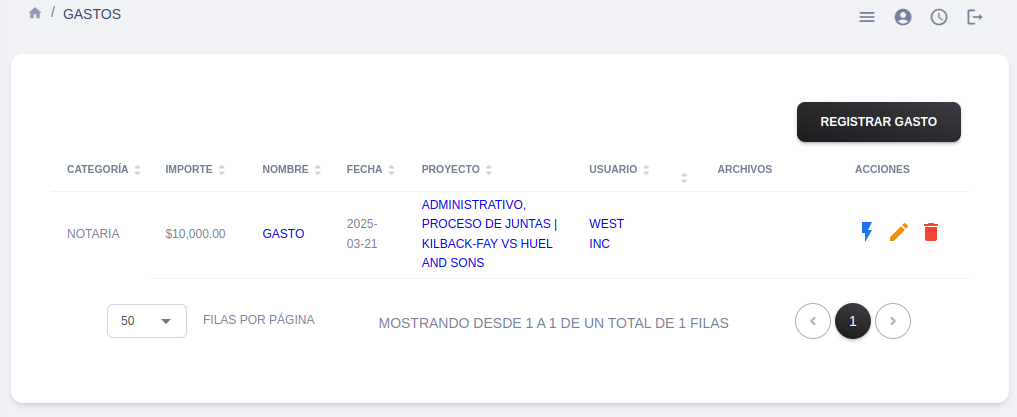 / GASTOS
REGISTRAR GASTO
CATEGORÍA IMPORTE NOMBRE FECHA PROYECTO USUARIO ARCHIVOS ACCIONES
NOTARIA $10,000.00 GASTO 2025-03-21 ADMINISTRATIVO, PROCESO DE JUNTAS | KILBACK-FAY VS HUEL AND SONS WEST INC
50 FILAS POR PÁGINA MOSTRANDO DESDE 1 A 1 DE UN TOTAL DE 1 FILAS 1